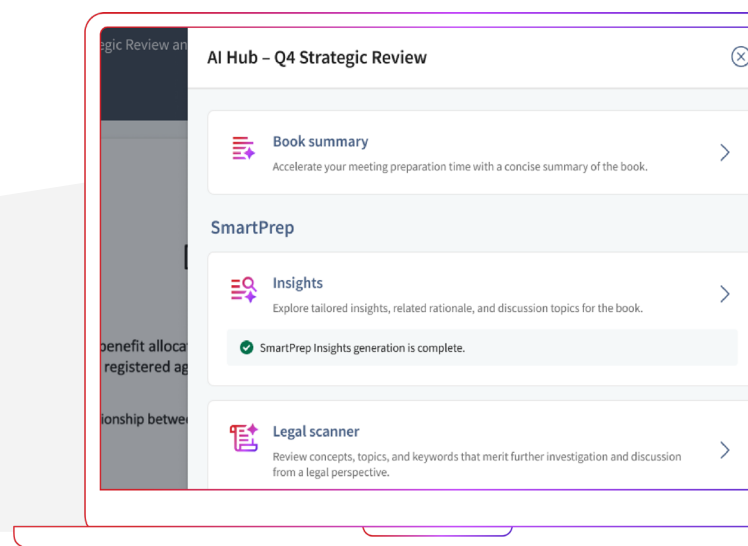 egic Review an
AI Hub – Q4 Strategic Review
Book summary
Accelerate your meeting preparation time with a concise summary of the book.
SmartPrep
Insights
Explore tailored insights, related rationale, and discussion topics for the book.
SmartPrep Insights generation is complete.
benefit alloca
registered ag
ionship betwee
Legal scanner
Review concepts, topics, and keywords that merit further investigation and discussion
from a legal perspective.